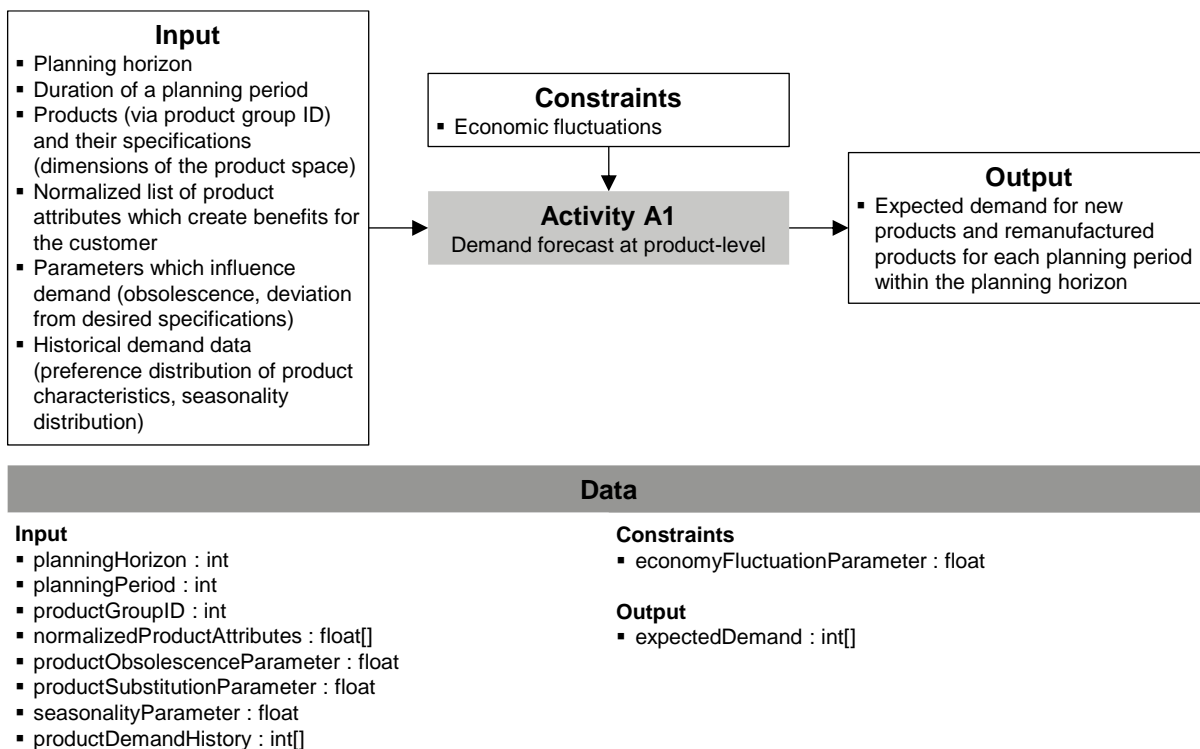 Input
▪ Planning horizon
▪ Duration of a planning period
▪ Products (via product group ID)
and their specifications
(dimensions of the product space)
▪ Normalized list of product
attributes which create benefits for
the customer
▪ Parameters which influence
demand (obsolescence, deviation
from desired specifications)
▪ Historical demand data
(preference distribution of product
characteristics, seasonality
distribution)
Constraints
▪ Economic fluctuations
Activity A1
Demand forecast at product-level
Output
▪ Expected demand for new
products and remanufactured
products for each planning period
within the planning horizon
Data
Input
▪ planningHorizon : int
▪ planningPeriod : int
▪ productGroupID : int
▪ normalizedProductAttributes : float[]
▪ productObsolescenceParameter : float
▪ productSubstitutionParameter : float
▪ seasonalityParameter : float
▪ productDemandHistory : int[]
Constraints
▪ economyFluctuationParameter : float
Output
▪ expectedDemand : int[]